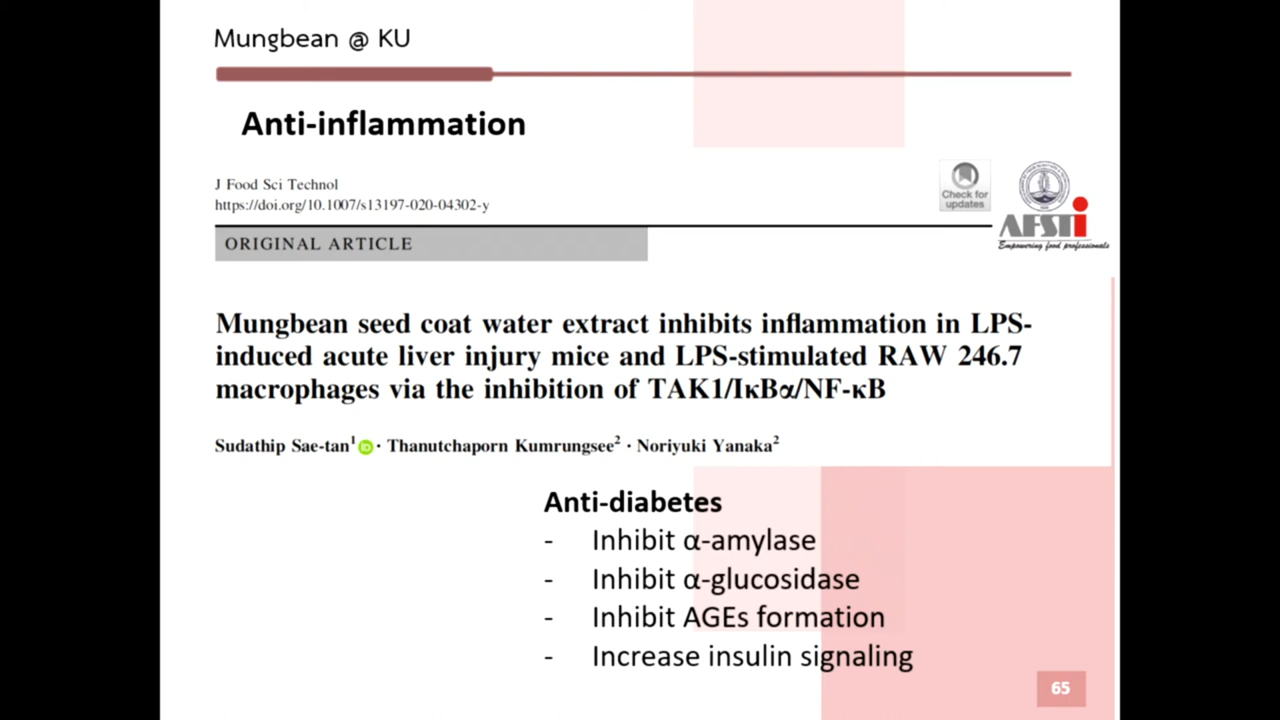 Mungbean @ KU
Anti-inflammation
J Food Sci Technol
https://doi.org/10.1007/s13197-020-04302-y
Check for
updates
AFSTi
Empowering food professionals
ORIGINAL ARTICLE
Mungbean seed coat water extract inhibits inflammation in LPS-
induced acute liver injury mice and LPS-stimulated RAW 246.7
macrophages via the inhibition of TAK1/IκBα/NF-κB
Sudathip Sae-tan1 iD · Thanutchaporn Kumrungsee2 · Noriyuki Yanaka2
Anti-diabetes
- Inhibit α-amylase
- Inhibit α-glucosidase
- Inhibit AGEs formation
- Increase insulin signaling
65